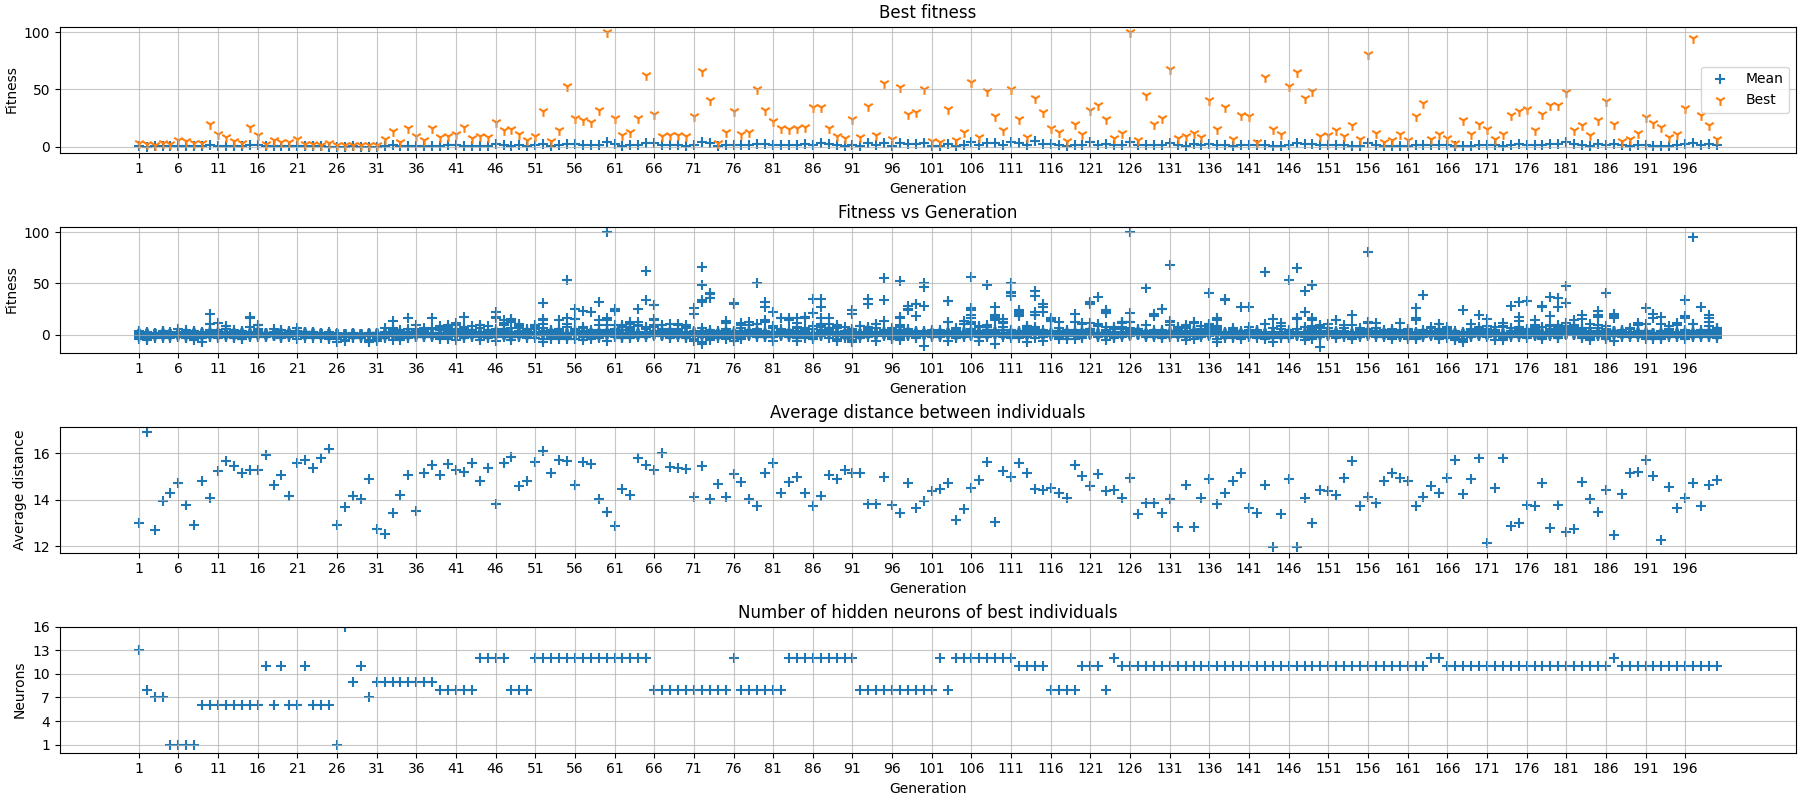 Best fitness
Fitness
100
50
0
Mean
Best
1 6 11 16 21 26 31 36 41 46 51 56 61 66 71 76 81 86 91 96 101 106 111 116 121 126 131 136 141 146 151 156 161 166 171 176 181 186 191 196
Generation
Fitness vs Generation
Fitness
100
50
0
1 6 11 16 21 26 31 36 41 46 51 56 61 66 71 76 81 86 91 96 101 106 111 116 121 126 131 136 141 146 151 156 161 166 171 176 181 186 191 196
Generation
Average distance between individuals
Average distance
16
14
12
1 6 11 16 21 26 31 36 41 46 51 56 61 66 71 76 81 86 91 96 101 106 111 116 121 126 131 136 141 146 151 156 161 166 171 176 181 186 191 196
Generation
Number of hidden neurons of best individuals
Neurons
16
13
10
7
4
1
1 6 11 16 21 26 31 36 41 46 51 56 61 66 71 76 81 86 91 96 101 106 111 116 121 126 131 136 141 146 151 156 161 166 171 176 181 186 191 196
Generation